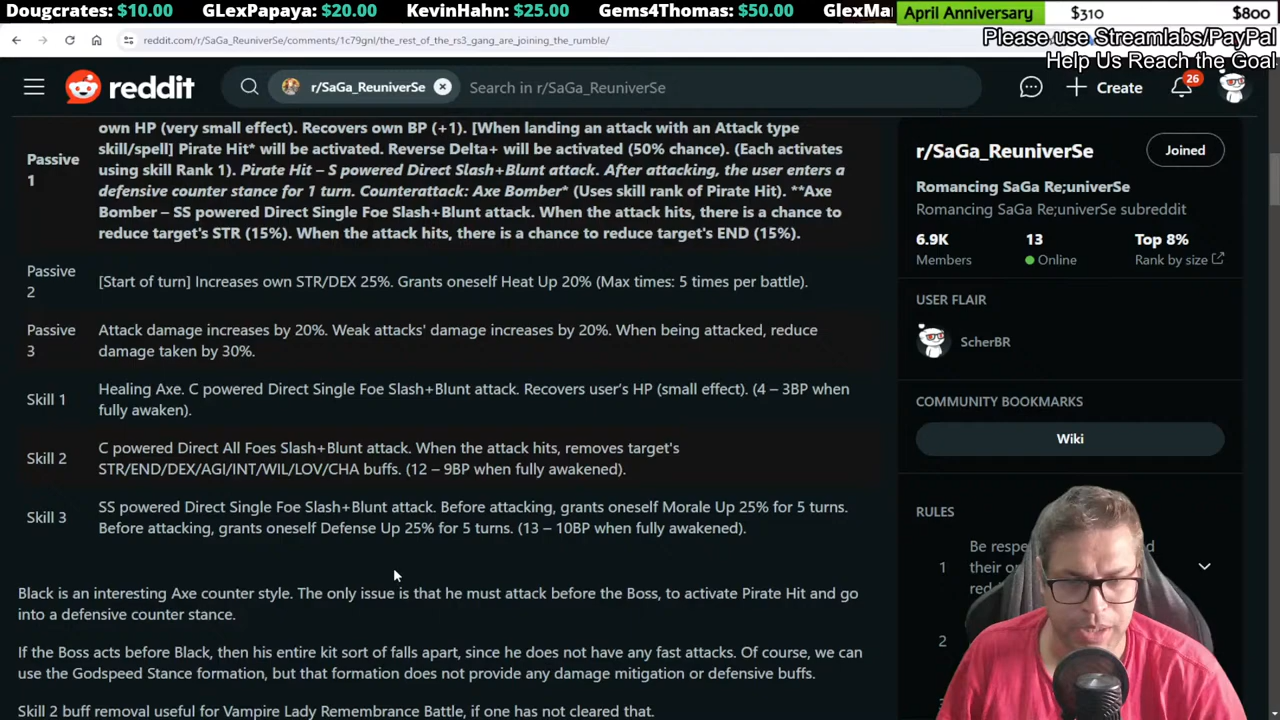 Dougcrates: $10.00 GLexPapaya: $20.00 KevinHahn: $25.00 Gems4Thomas: $50.00
April Anniversary $310 $800
Please use Streamlabs/PayPal
Help Us Reach the Goal
reddit.com/r/SaGa_ReuniverSe/comments/1c79gnl/the_rest_of_the_rs3_gang_are_joining_the_rumble/
reddit r/SaGa_ReuniverSe Search in r/SaGa_ReuniverSe Create 26
own HP (very small effect). Recovers own BP (+1). [When landing an attack with an Attack type
Passive 1 skill/spell] Pirate Hit* will be activated. Reverse Delta+ will be activated (50% chance). (Each activates
using skill Rank 1). Pirate Hit – S powered Direct Slash+Blunt attack. After attacking, the user enters a
defensive counter stance for 1 turn. Counterattack: Axe Bomber* (Uses skill rank of Pirate Hit). **Axe
Bomber – SS powered Direct Single Foe Slash+Blunt attack. When the attack hits, there is a chance to
reduce target's STR (15%). When the attack hits, there is a chance to reduce target's END (15%).
Passive 2 [Start of turn] Increases own STR/DEX 25%. Grants oneself Heat Up 20% (Max times: 5 times per battle).
Passive 3 Attack damage increases by 20%. Weak attacks' damage increases by 20%. When being attacked, reduce
damage taken by 30%.
Skill 1 Healing Axe. C powered Direct Single Foe Slash+Blunt attack. Recovers user's HP (small effect). (4 – 3BP when
fully awaken).
Skill 2 C powered Direct All Foes Slash+Blunt attack. When the attack hits, removes target's
STR/END/DEX/AGI/INT/WIL/LOV/CHA buffs. (12 – 9BP when fully awakened).
Skill 3 SS powered Direct Single Foe Slash+Blunt attack. Before attacking, grants oneself Morale Up 25% for 5 turns.
Before attacking, grants oneself Defense Up 25% for 5 turns. (13 – 10BP when fully awakened).
Black is an interesting Axe counter style. The only issue is that he must attack before the Boss, to activate Pirate Hit and go
into a defensive counter stance.
If the Boss acts before Black, then his entire kit sort of falls apart, since he does not have any fast attacks. Of course, we can
use the Godspeed Stance formation, but that formation does not provide any damage mitigation or defensive buffs.
Skill 2 buff removal useful for Vampire Lady Remembrance Battle, if one has not cleared that.
r/SaGa_ReuniverSe Joined
Romancing SaGa Re;univerSe
Romancing SaGa Re;univerSe subreddit
6.9K 13 Top 8%
Members Online Rank by size
USER FLAIR
ScherBR
COMMUNITY BOOKMARKS
Wiki
RULES
1 Be
their
2